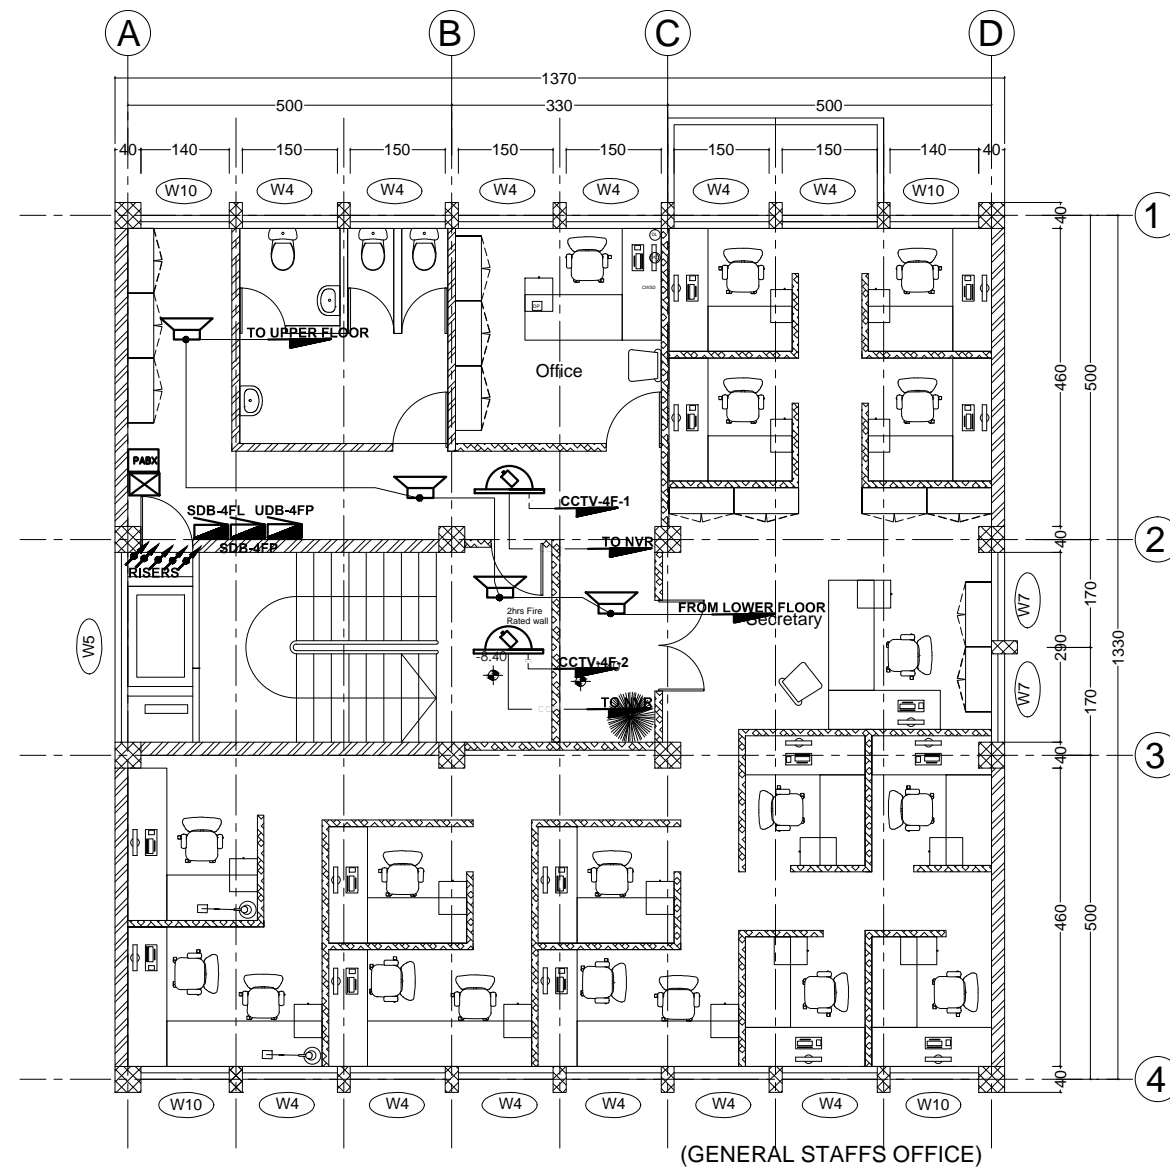 A B C D
1370
500 330 500
40 140 150 150 150 150 150 150 140 40
W10 W4 W4 W4 W4 W4 W4 W10
40
1
TO UPPER FLOOR
DP
Office
460 500
PABX
SDB-4FL UDB-4FP
SDB-4FP
CCTV-4F-1
TO NVR
40
2
RISERS
2hrs Fire
Rated wall
FROM LOWER FLOOR
Secretary
W7
170
W5
290
1330
-8.40
CCTV-4F-2
TO NVR
W7
170
40
3
460 500
40
4
W10 W4 W4 W4 W4 W4 W4 W10
(GENERAL STAFFS OFFICE)